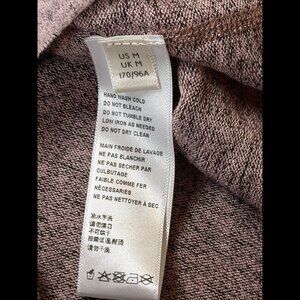 US M
UK M
170/96A
HAND WASH COLD
DO NOT BLEACH
DO NOT TUMBLE DRY
LOW IRON AS NEEDED
DO NOT DRY CLEAN
MAIN FROIDE DE LAVAGE
NE PAS BLANCHIR
NE PAS SECHER PAR
CULBUTAGE
FAIBLE COMME FER
NÉCESSAIRES
NE PAS NETTOYER À SEC
冷水手洗
请勿漂白
不可甩干
按需低温熨烫
请勿干洗